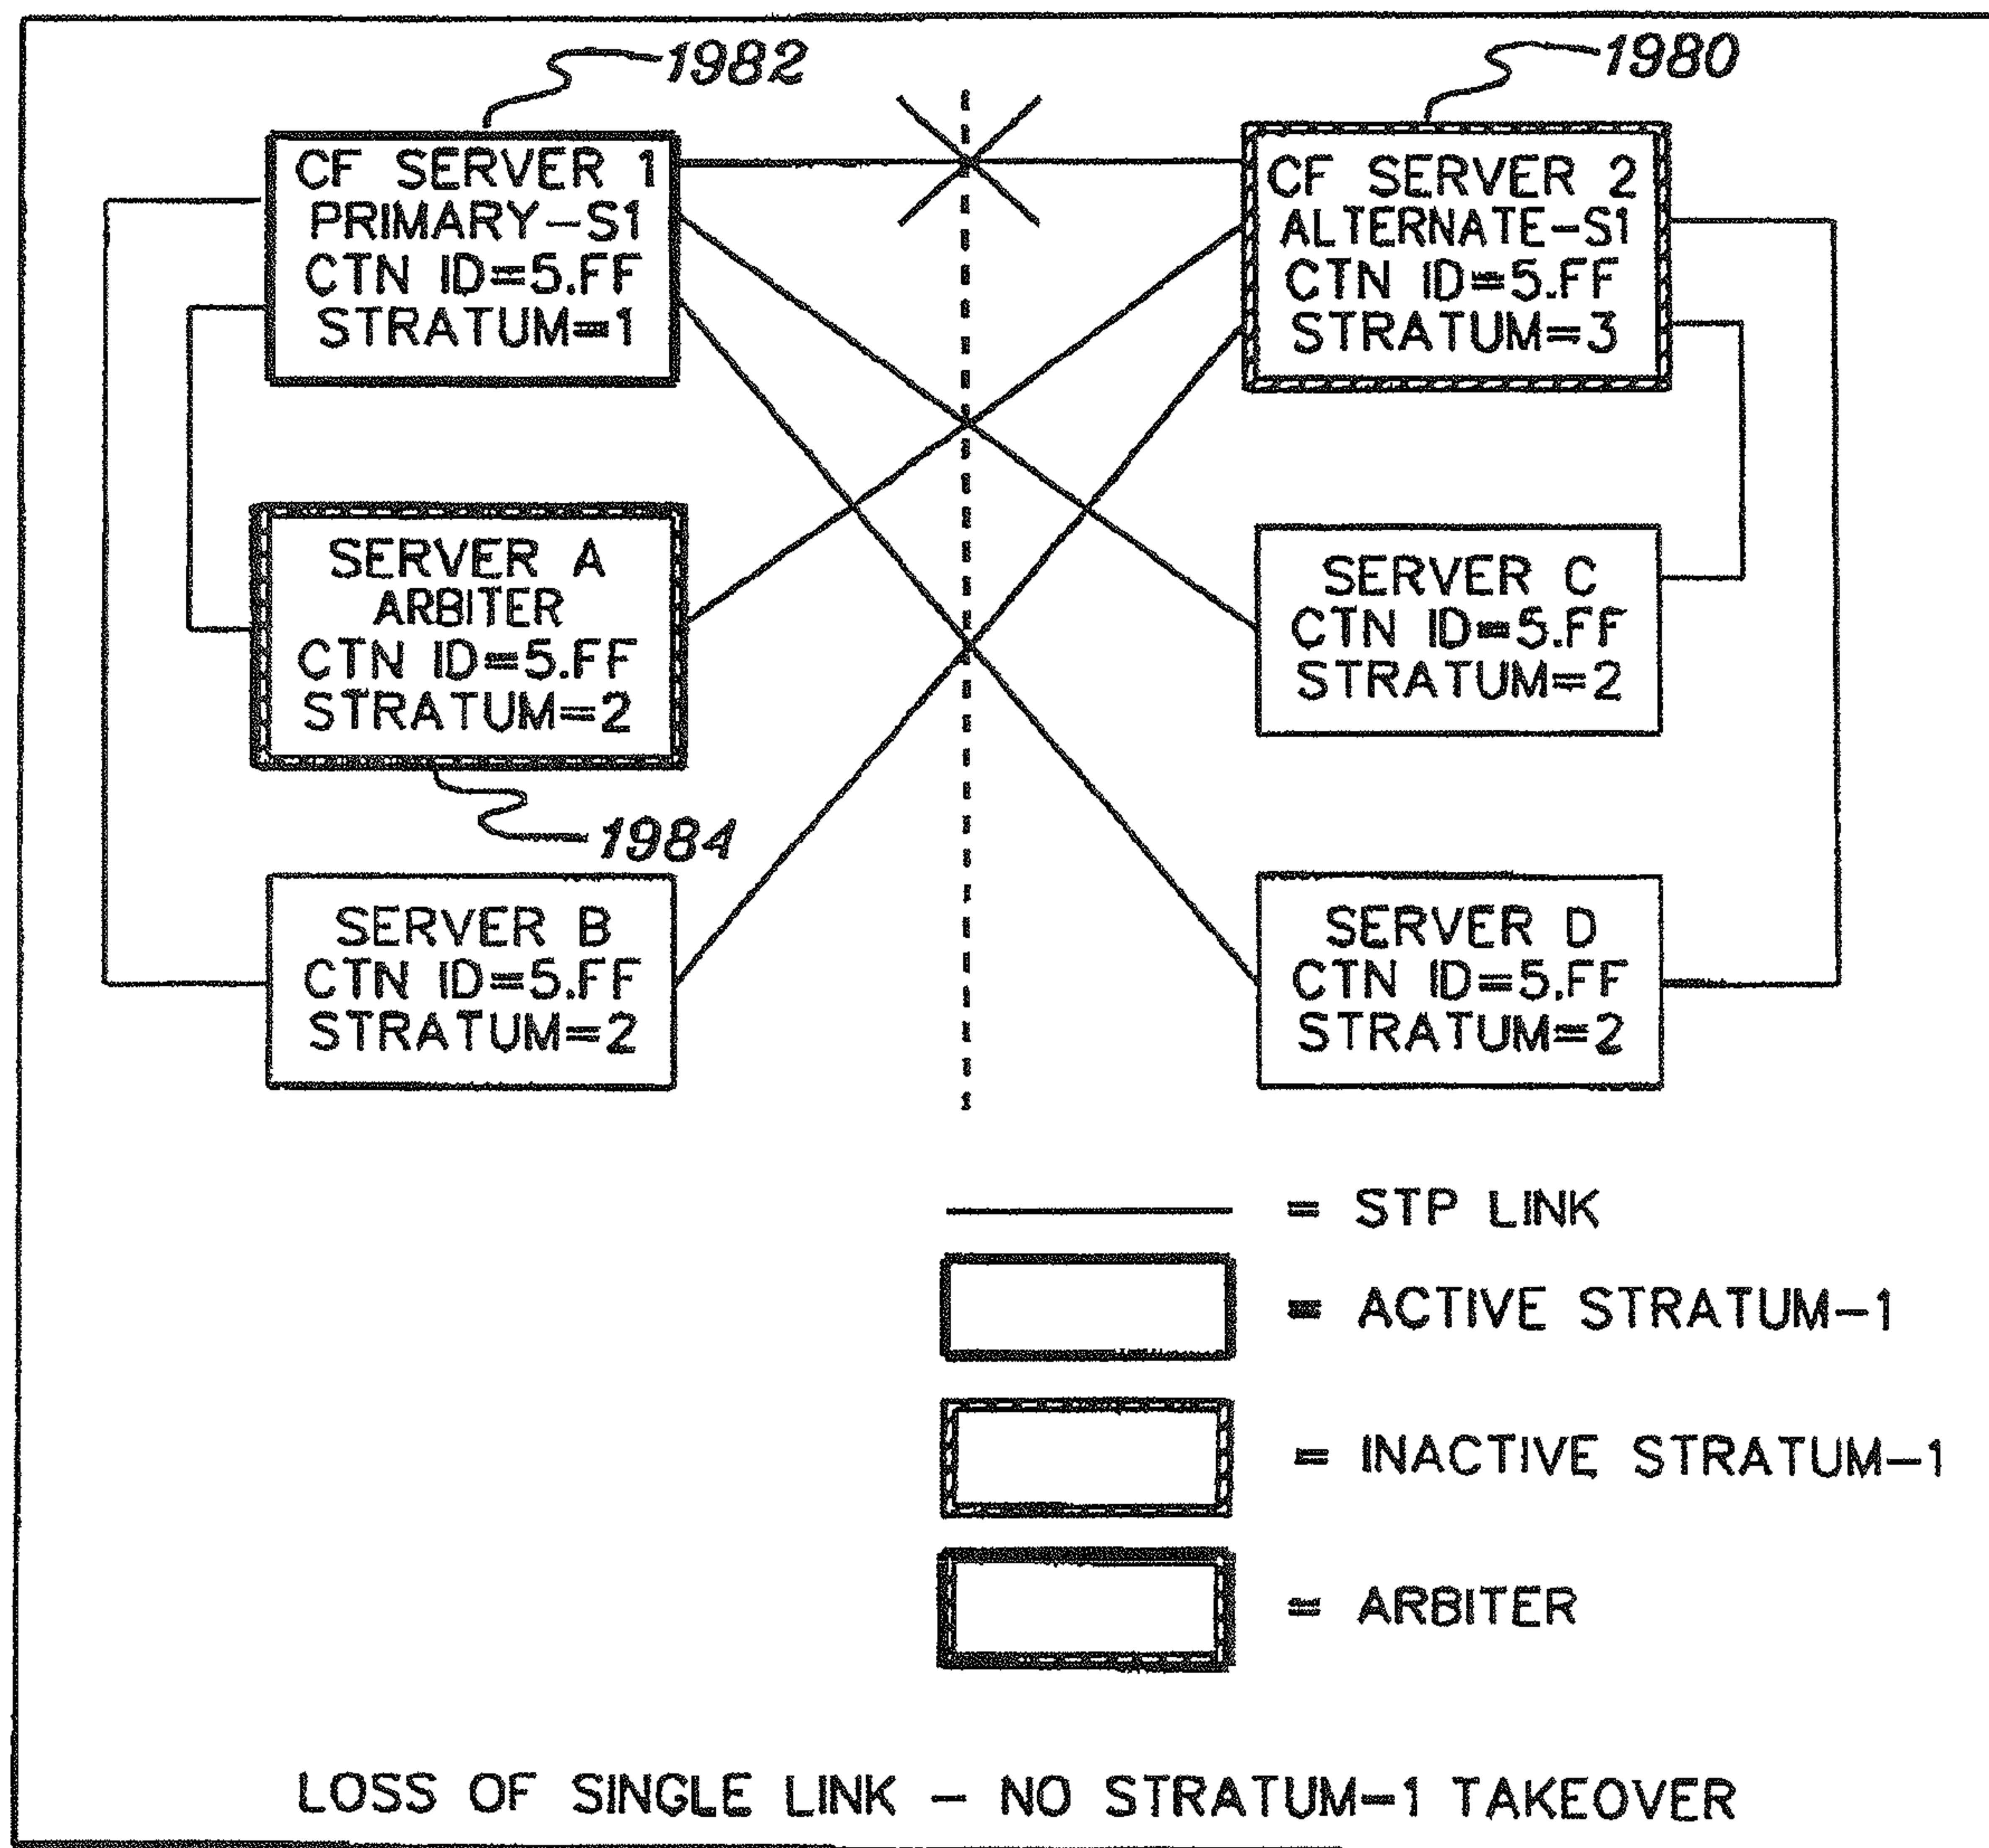 1982
1980
CF SERVER 1
PRIMARY-S1
CTN ID=5.FF
STRATUM=1
CF SERVER 2
ALTERNATE-S1
CTN ID=5.FF
STRATUM=3
SERVER A
ARBITER
CTN ID=5.FF
STRATUM=2
1984
SERVER C
CTN ID=5.FF
STRATUM=2
SERVER B
CTN ID=5.FF
STRATUM=2
SERVER D
CTN ID=5.FF
STRATUM=2
= STP LINK
= ACTIVE STRATUM-1
= INACTIVE STRATUM-1
= ARBITER
LOSS OF SINGLE LINK - NO STRATUM-1 TAKEOVER